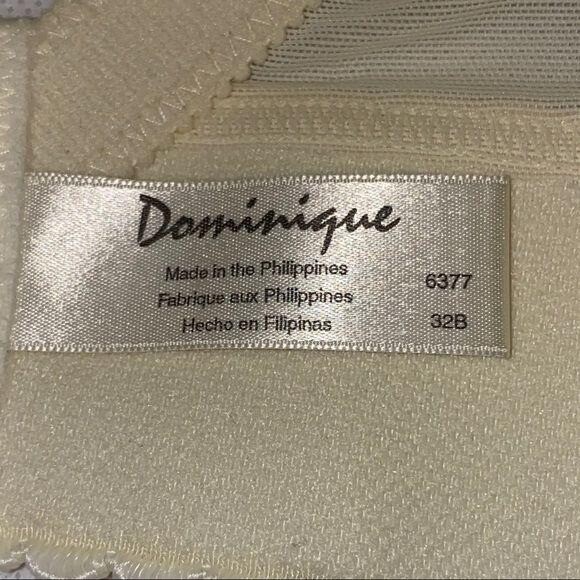 Dominique
Made in the Philippines
Fabrique aux Philippines
Hecho en Filipinas
6377
32B